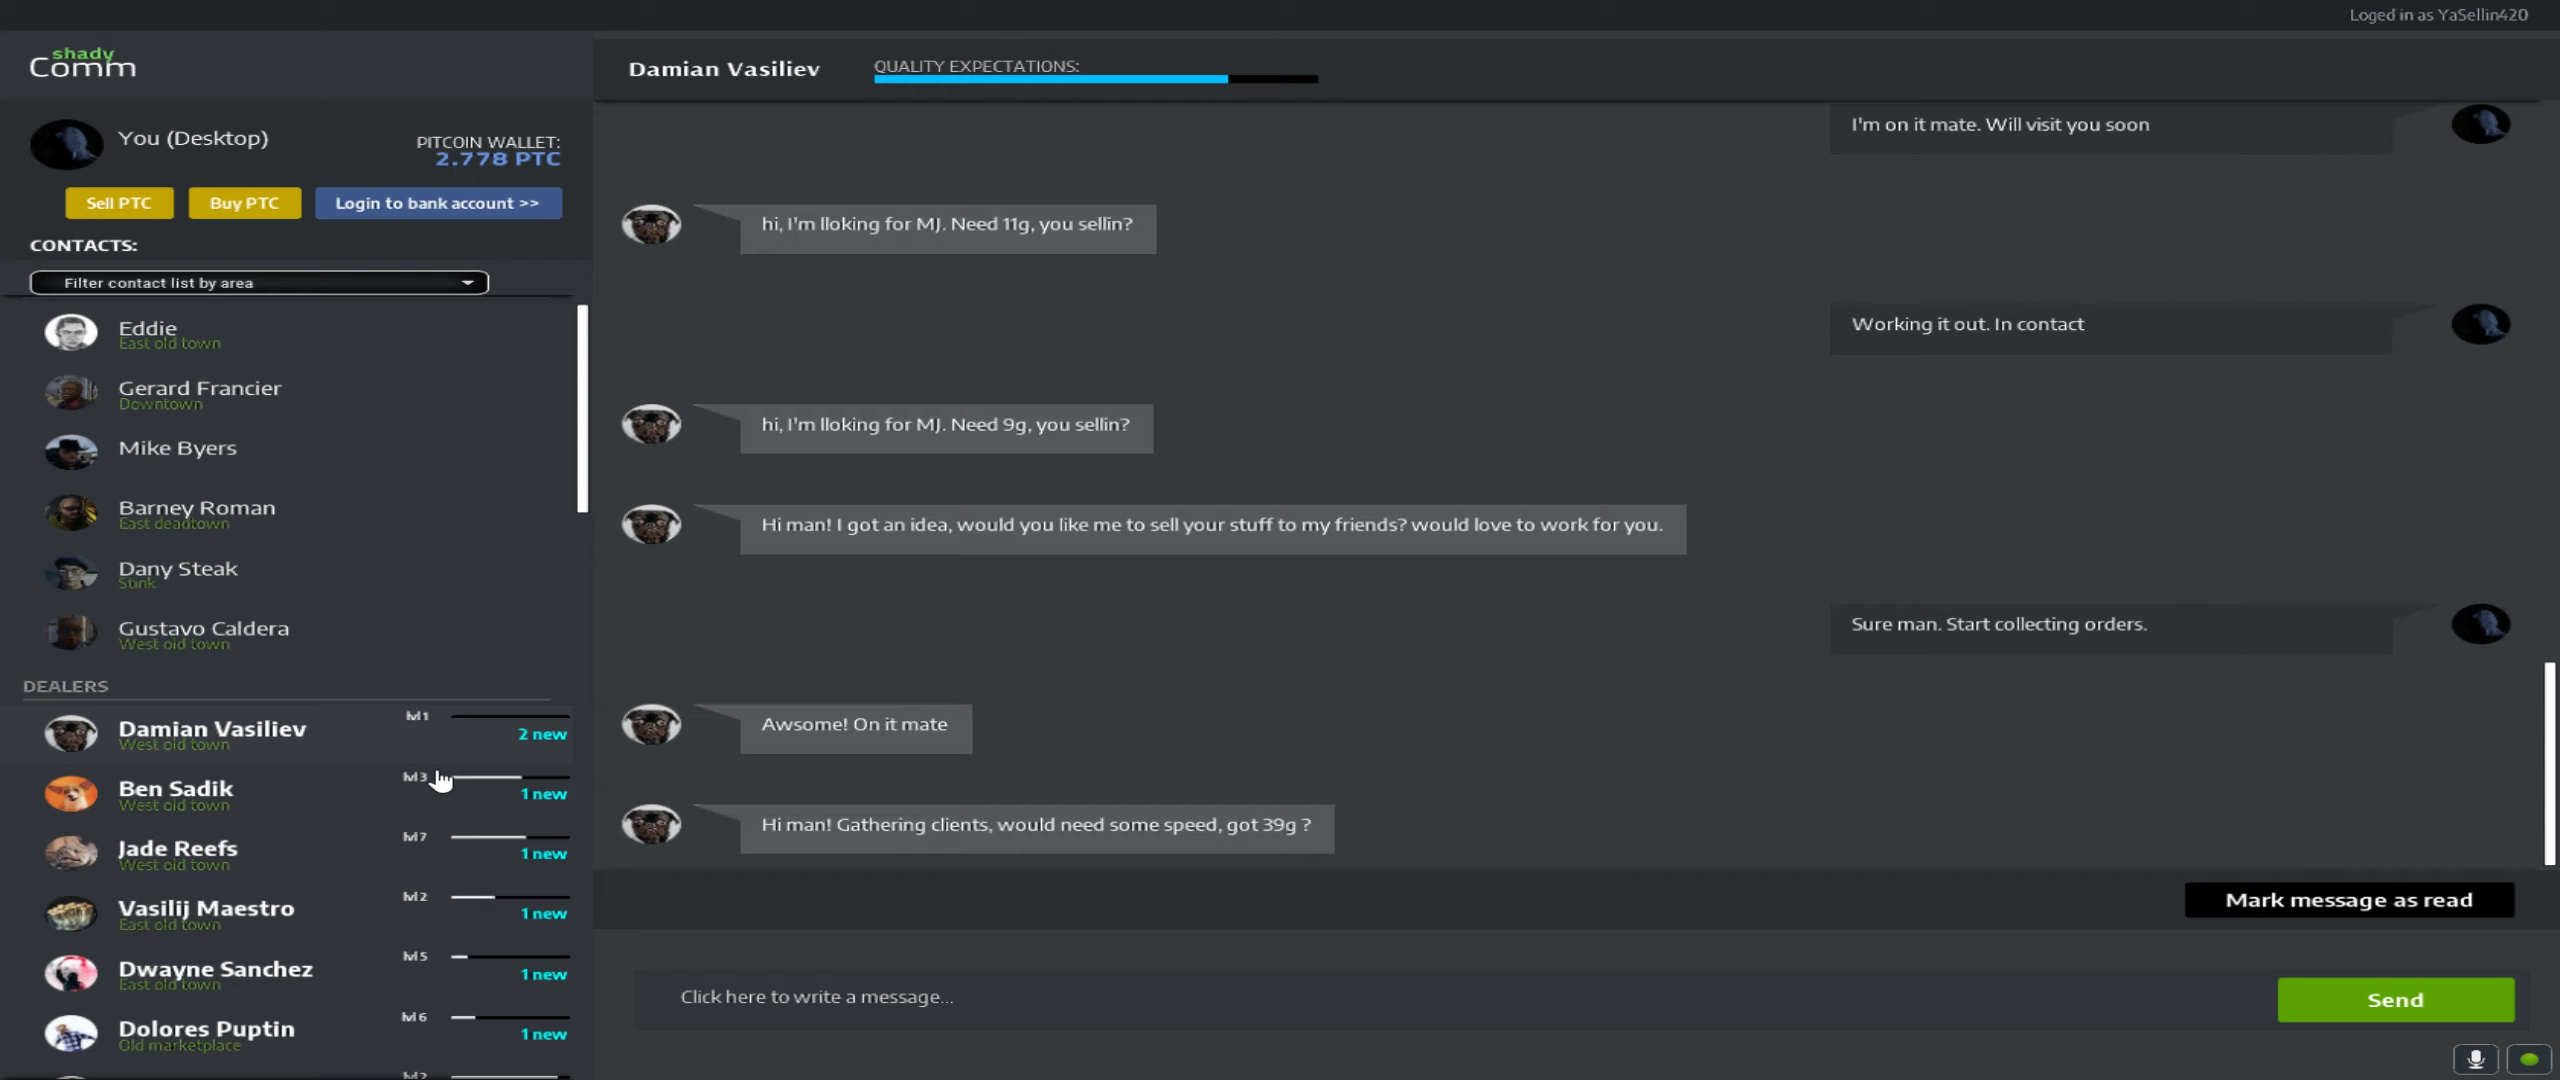 Loged in as YaSellin420
shady
Comm
You (Desktop)
PITCOIN WALLET:
2.778 PTC
Sell PTC
Buy PTC
Login to bank account >>
CONTACTS:
Filter contact list by area
Eddie
East old town
Gerard Francier
Downtown
Mike Byers
Barney Roman
East deadtown
Dany Steak
Stink
Gustavo Caldera
West old town
DEALERS
Damian Vasiliev
West old town
lvl1
2 new
Ben Sadik
West old town
lvl3
1 new
Jade Reefs
West old town
lvl7
1 new
Vasilij Maestro
East old town
lvl2
1 new
Dwayne Sanchez
East old town
lvl5
1 new
Dolores Puptin
Old marketplace
lvl6
1 new
Damian Vasiliev
QUALITY EXPECTATIONS:
I'm on it mate. Will visit you soon
hi, I'm lloking for MJ. Need 11g, you sellin?
Working it out. In contact
hi, I'm lloking for MJ. Need 9g, you sellin?
Hi man! I got an idea, would you like me to sell your stuff to my friends? would love to work for you.
Sure man. Start collecting orders.
Awsome! On it mate
Hi man! Gathering clients, would need some speed, got 39g ?
Mark message as read
Click here to write a message...
Send